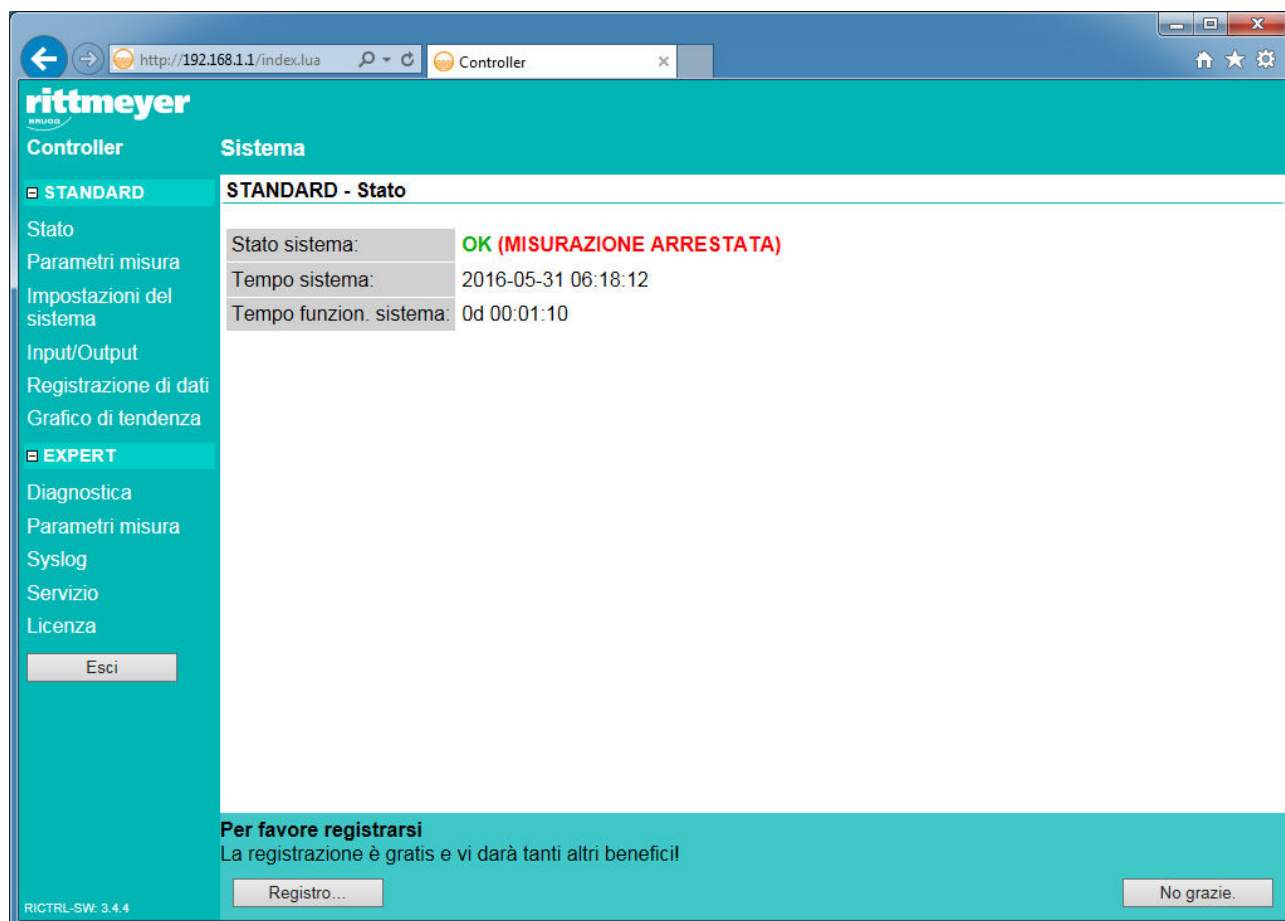 http://192.168.1.1/index.lua
Controller
rittmeyer
BRUGG
Controller
Sistema
STANDARD
Stato
Parametri misura
Impostazioni del
sistema
Input/Output
Registrazione di dati
Grafico di tendenza
EXPERT
Diagnostica
Parametri misura
Syslog
Servizio
Licenza
Esci
RICTRL-SW: 3.4.4
STANDARD - Stato
Stato sistema: OK (MISURAZIONE ARRESTATA)
Tempo sistema: 2016-05-31 06:18:12
Tempo funzion. sistema: 0d 00:01:10
Per favore registrarsi
La registrazione è gratis e vi darà tanti altri benefici!
Registro...
No grazie.